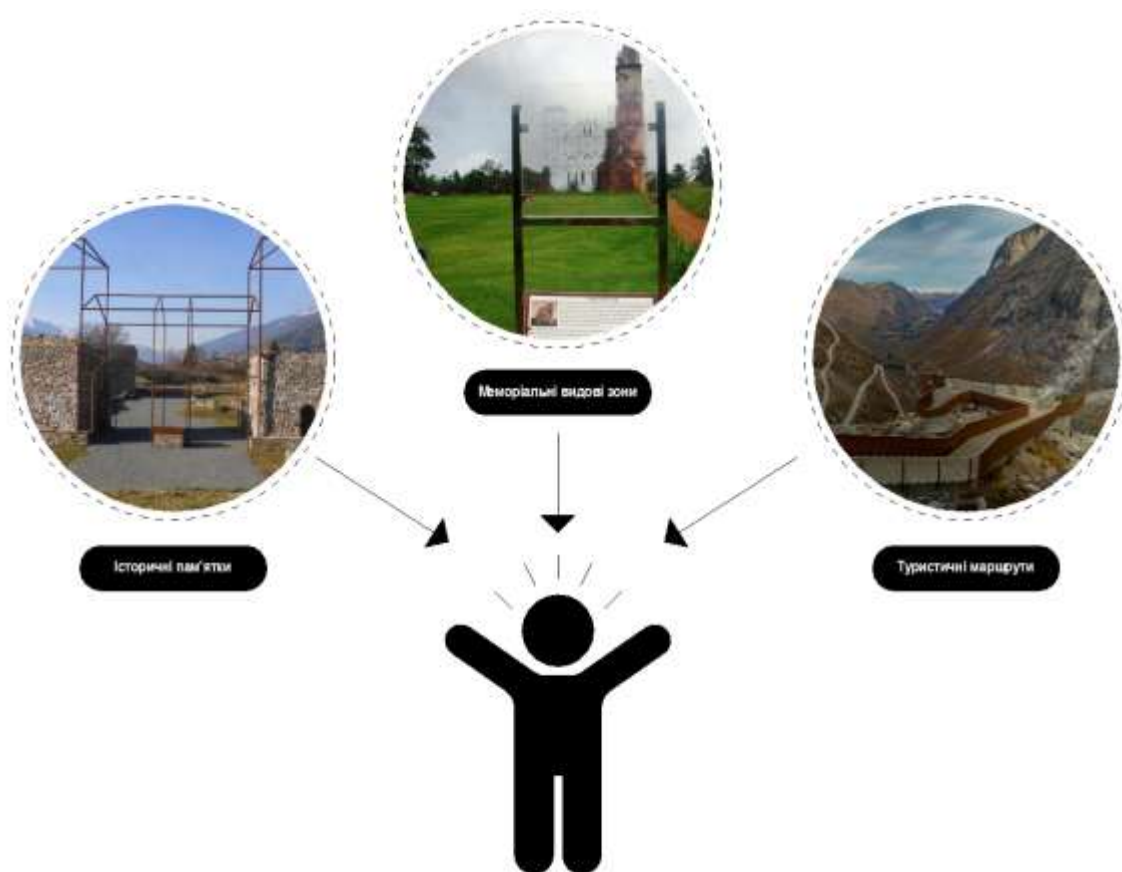 Меморіальні видові зони
Історичні пам'ятки
Туристичні маршрути